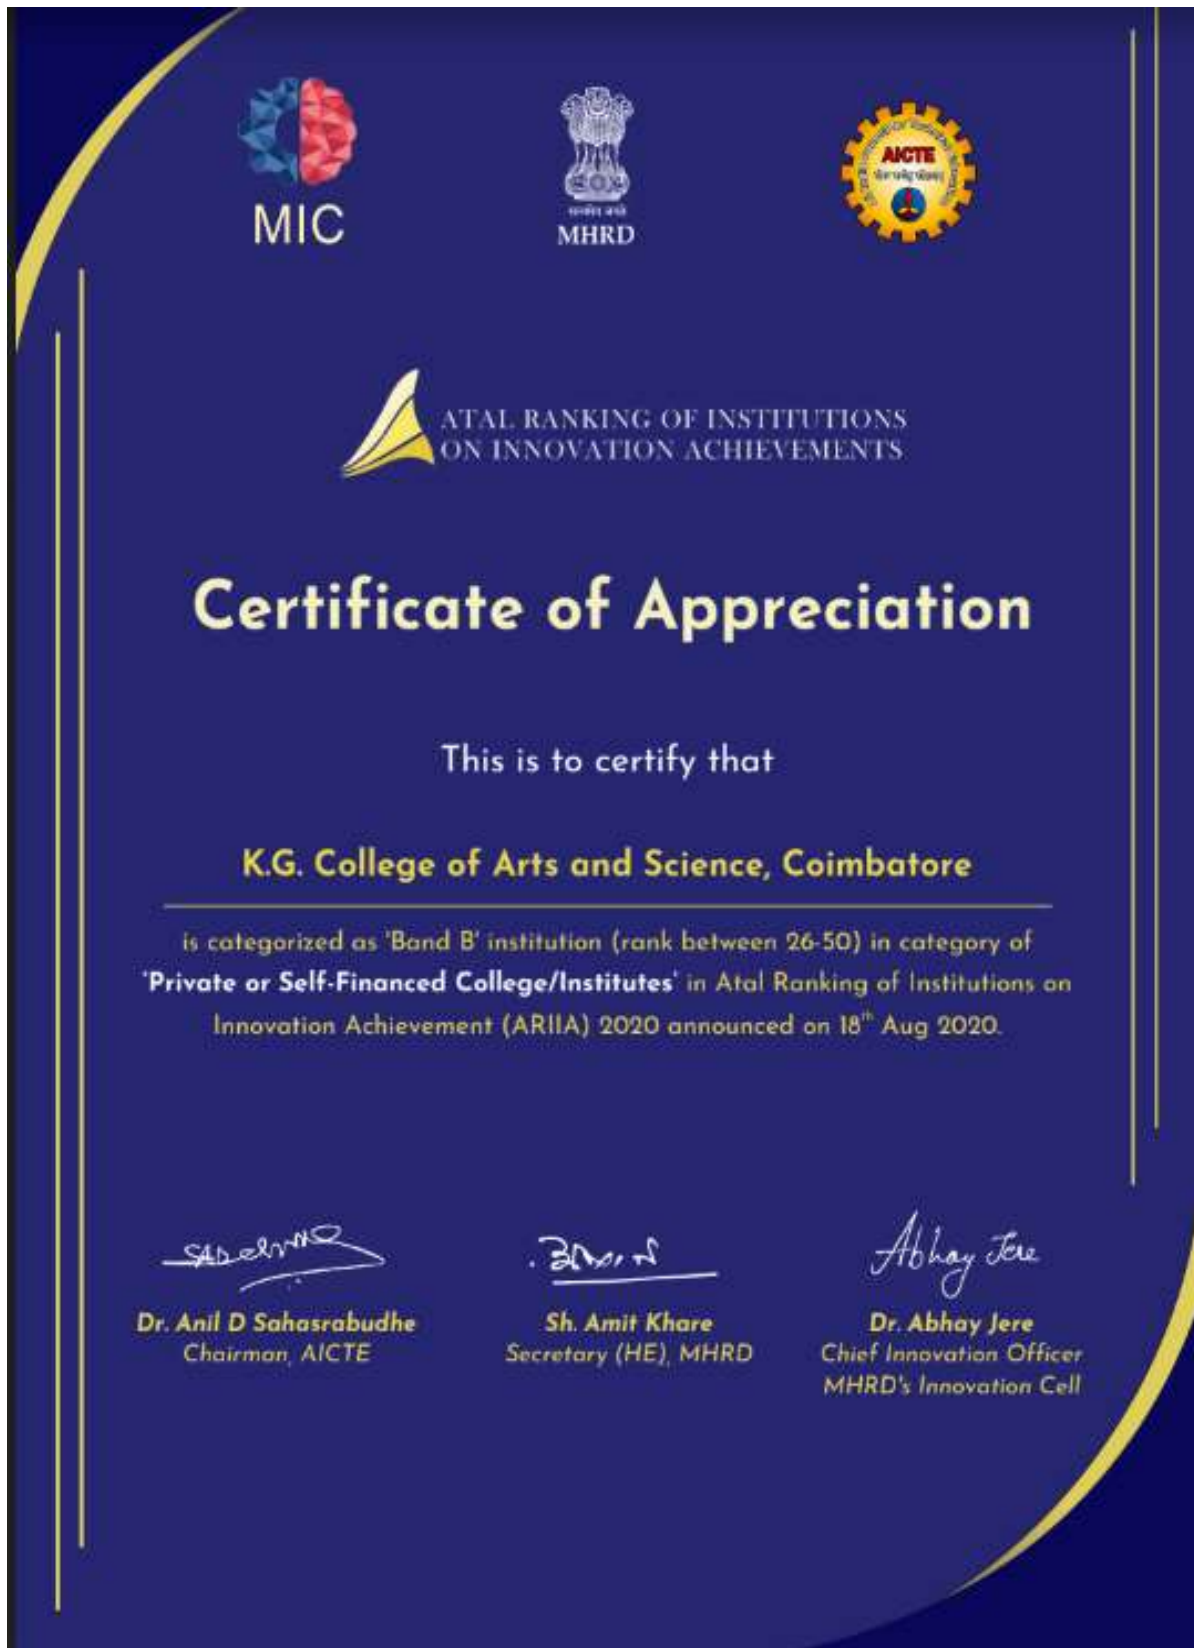 MIC
MHRD
AICTE
ATAL RANKING OF INSTITUTIONS
ON INNOVATION ACHIEVEMENTS
Certificate of Appreciation
This is to certify that
K.G. College of Arts and Science, Coimbatore
is categorized as 'Band B' institution (rank between 26-50) in category of
'Private or Self-Financed College/Institutes' in Atal Ranking of Institutions on
Innovation Achievement (ARIIA) 2020 announced on 18th Aug 2020.
Abhay Jere
Dr. Anil D Sahasrabudhe
Sh. Amit Khare
Dr. Abhay Jere
Chairman, AICTE
Secretary (HE), MHRD
Chief Innovation Officer
MHRD's Innovation Cell